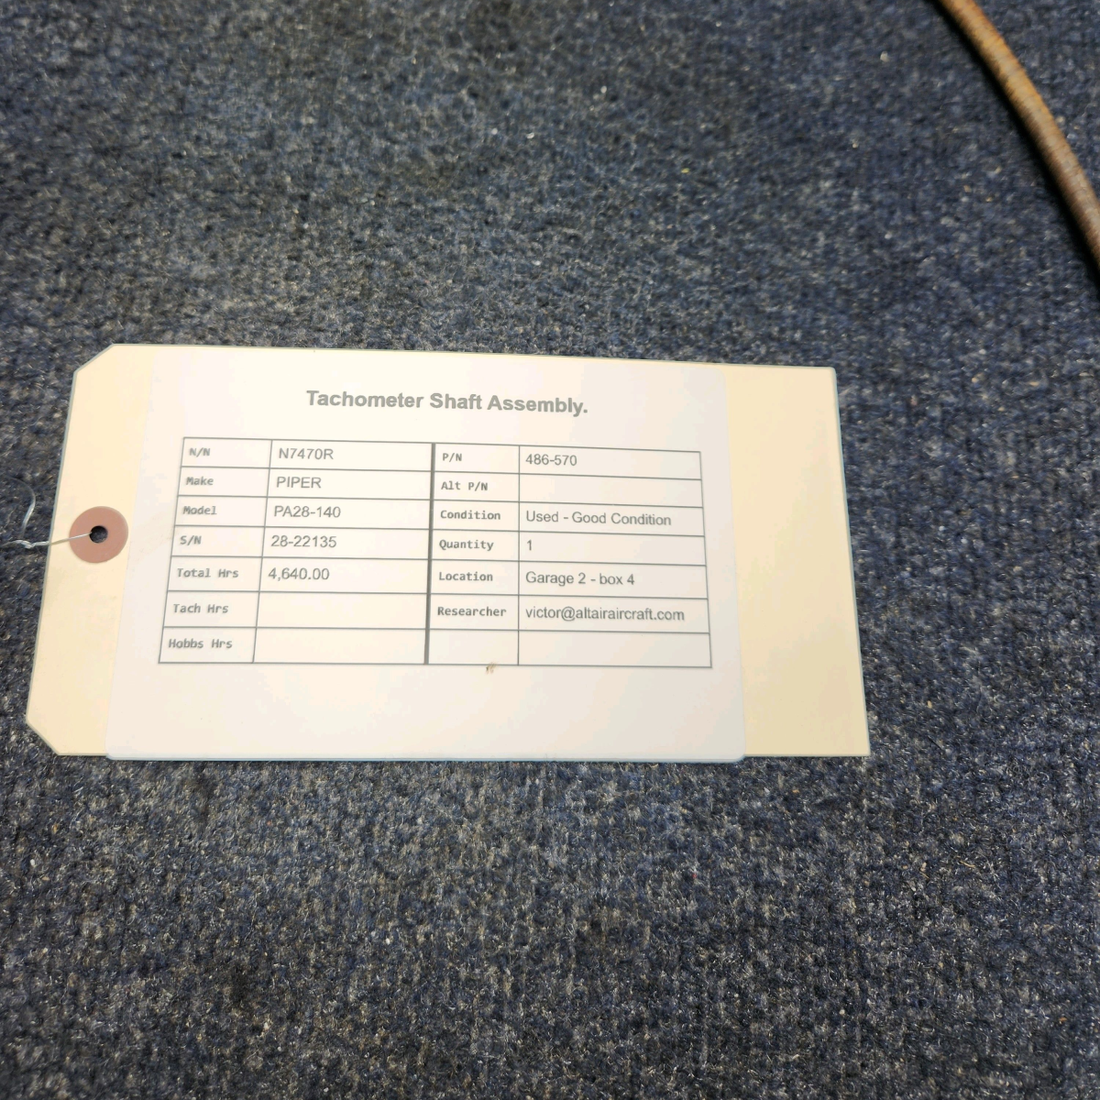 Tachometer Shaft Assembly.
N/N N7470R P/N 486-570
Make PIPER Alt P/N
Model PA28-140 Condition Used - Good Condition
S/N 28-22135 Quantity 1
Total Hrs 4,640.00 Location Garage 2 - box 4
Tach Hrs Researcher victor@altairaircraft.com
Hobbs Hrs